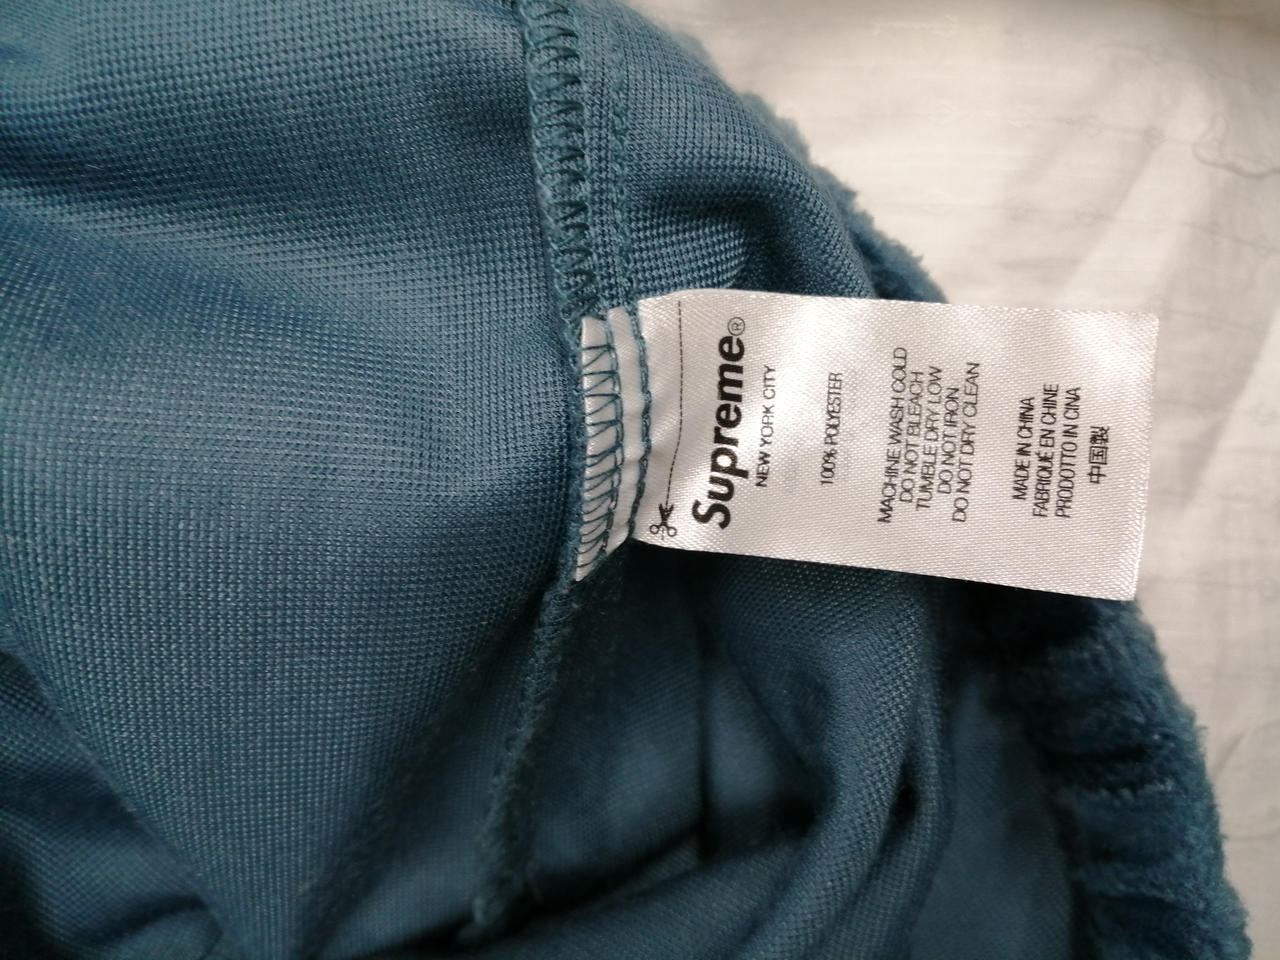 Supreme®
NEW YORK CITY
100% POLYESTER
MACHINE WASH COLD
DO NOT BLEACH
TUMBLE DRY LOW
DO NOT IRON
DO NOT DRY CLEAN
MADE IN CHINA
FABRIQUÉ EN CHINE
PRODOTTO IN CINA
中国製